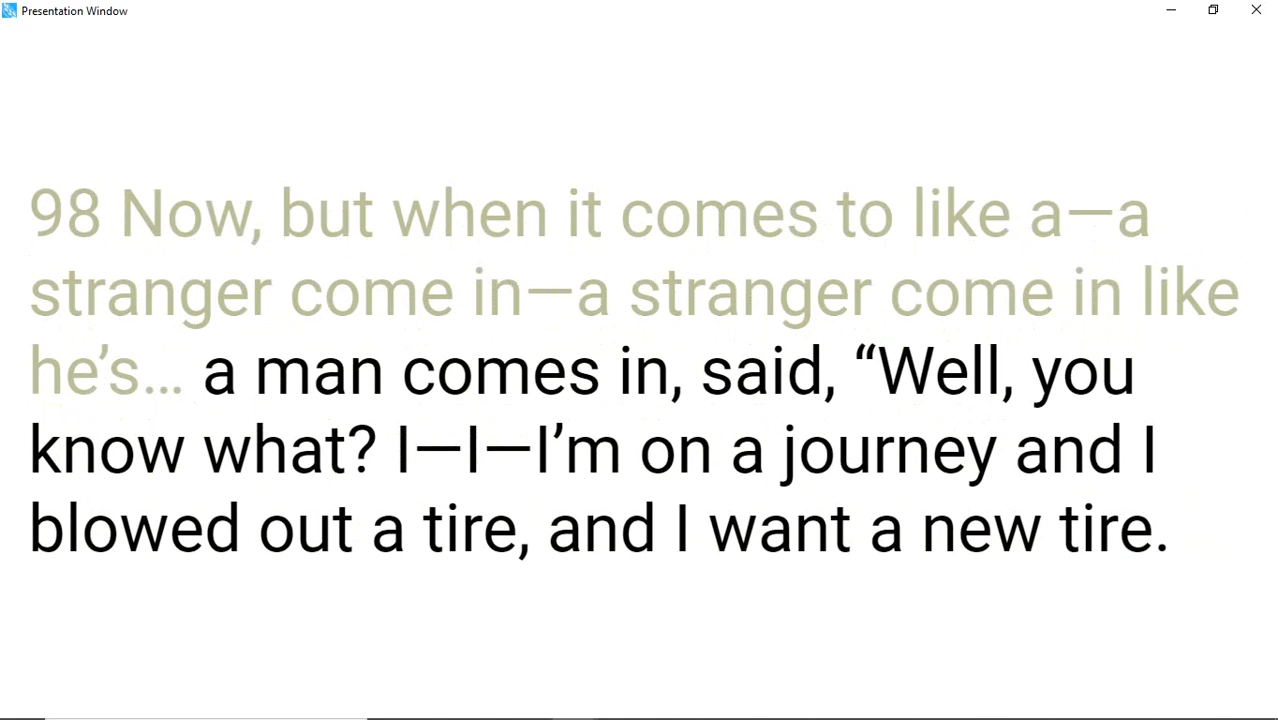 Presentation Window
98 Now, but when it comes to like a—a
stranger come in—a stranger come in like
he’s... a man comes in, said, “Well, you
know what? I—I—I’m on a journey and I
blowed out a tire, and I want a new tire.